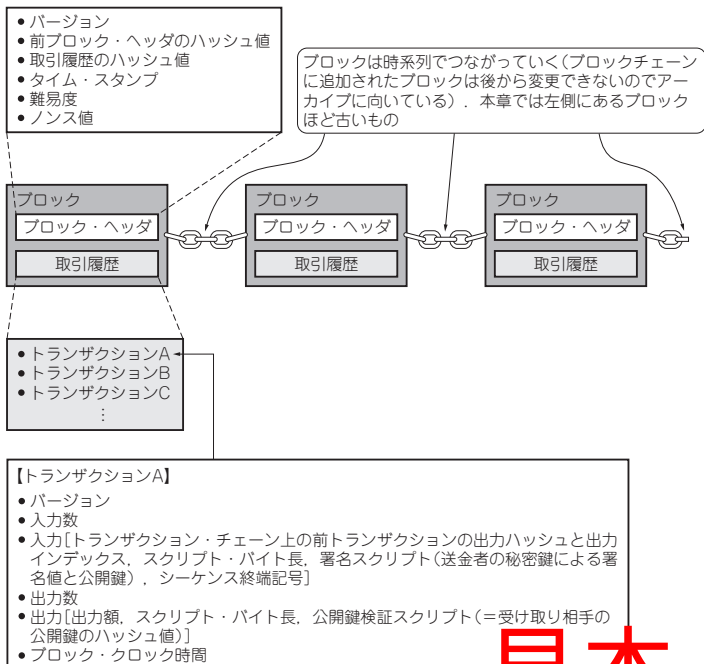 ● バージョン
● 前ブロック・ヘッダのハッシュ値
● 取引履歴のハッシュ値
● タイム・スタンプ
● 難易度
● ノンス値
ブロックは時系列でつながっていく(ブロックチェーン
に追加されたブロックは後から変更できないのでアー
カイブに向いている)．本章では左側にあるブロック
ほど古いもの
ブロック
ブロック・ヘッダ
取引履歴
ブロック
ブロック・ヘッダ
取引履歴
ブロック
ブロック・ヘッダ
取引履歴
● トランザクションA
● トランザクションB
● トランザクションC
⋮
【トランザクションA】
● バージョン
● 入力数
● 入力[トランザクション・チェーン上の前トランザクションの出力ハッシュと出力
インデックス，スクリプト・バイト長，署名スクリプト(送金者の秘密鍵による署
名値と公開鍵)，シーケンス終端記号]
● 出力数
● 出力[出力額，スクリプト・バイト長，公開鍵検証スクリプト(＝受け取り相手の
公開鍵のハッシュ値)]
● ブロック・クロック時間
見本